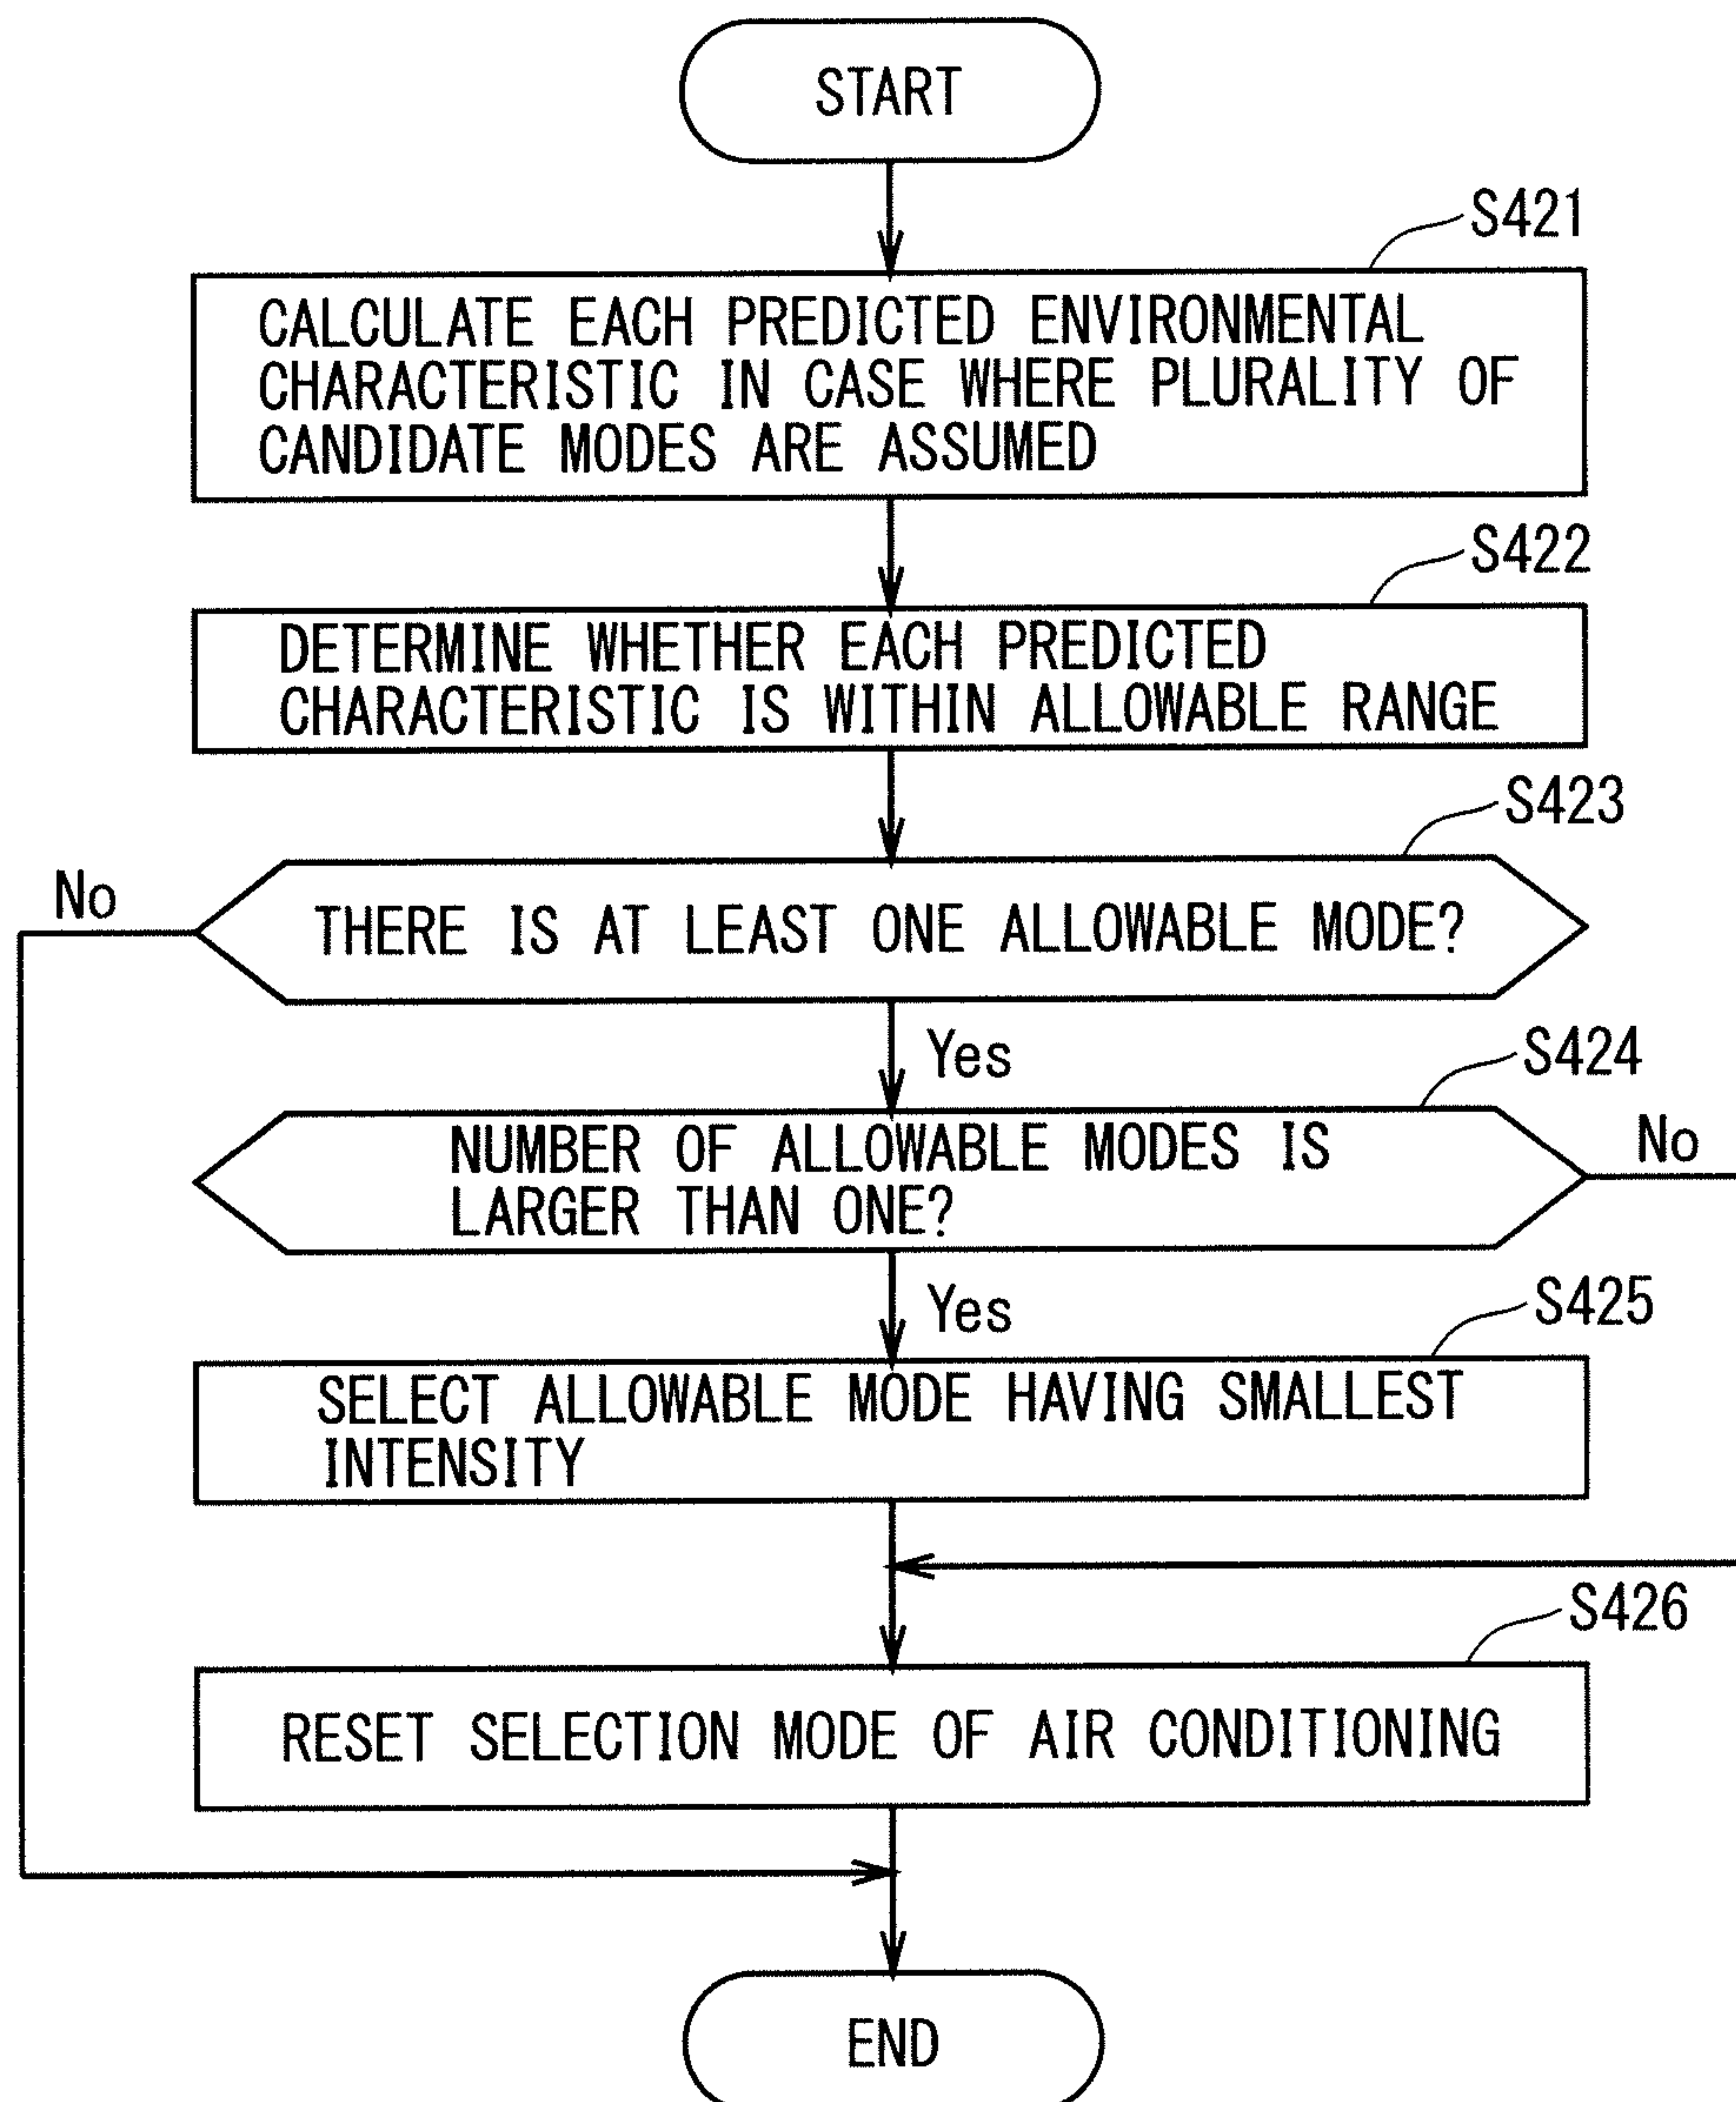 START
S421
CALCULATE EACH PREDICTED ENVIRONMENTAL
CHARACTERISTIC IN CASE WHERE PLURALITY OF
CANDIDATE MODES ARE ASSUMED
S422
DETERMINE WHETHER EACH PREDICTED
CHARACTERISTIC IS WITHIN ALLOWABLE RANGE
S423
No
THERE IS AT LEAST ONE ALLOWABLE MODE?
Yes
S424
NUMBER OF ALLOWABLE MODES IS
LARGER THAN ONE?
No
Yes
S425
SELECT ALLOWABLE MODE HAVING SMALLEST
INTENSITY
S426
RESET SELECTION MODE OF AIR CONDITIONING
END